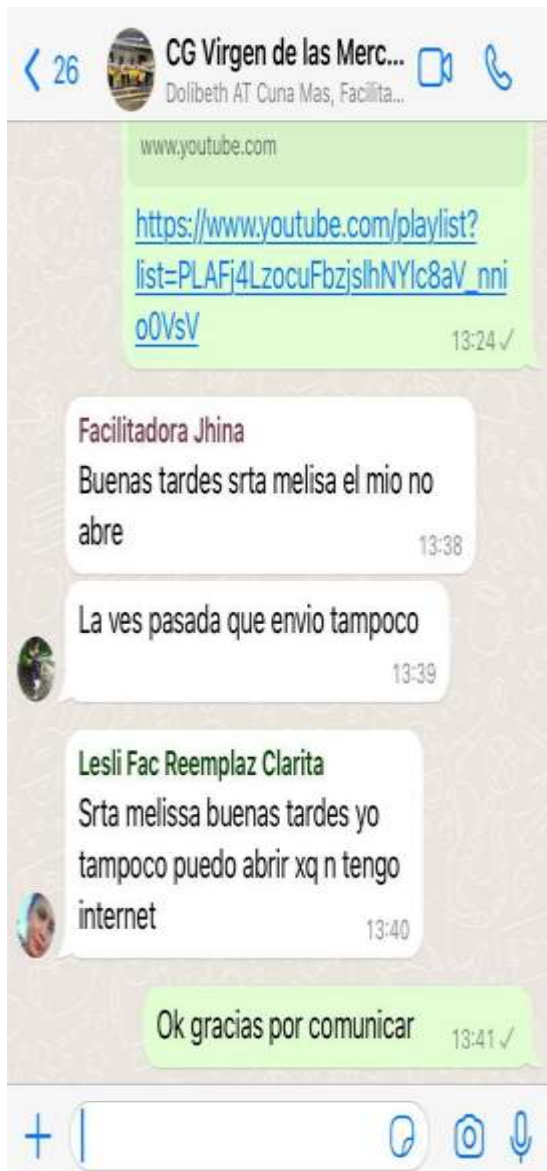 26
CG Virgen de las Merc...
Dolibeth AT Cuna Mas, Facilita...
www.youtube.com
https://www.youtube.com/playlist?
list=PLAFj4LzocuFbzjslhNYlc8aV_nni
o0VsV
13:24
Facilitadora Jhina
Buenas tardes srta melisa el mio no
abre
13:38
La ves pasada que envio tampoco
13:39
Lesli Fac Reemplaz Clarita
Srta melissa buenas tardes yo
tampoco puedo abrir xq n tengo
internet
13:40
Ok gracias por comunicar
13:41